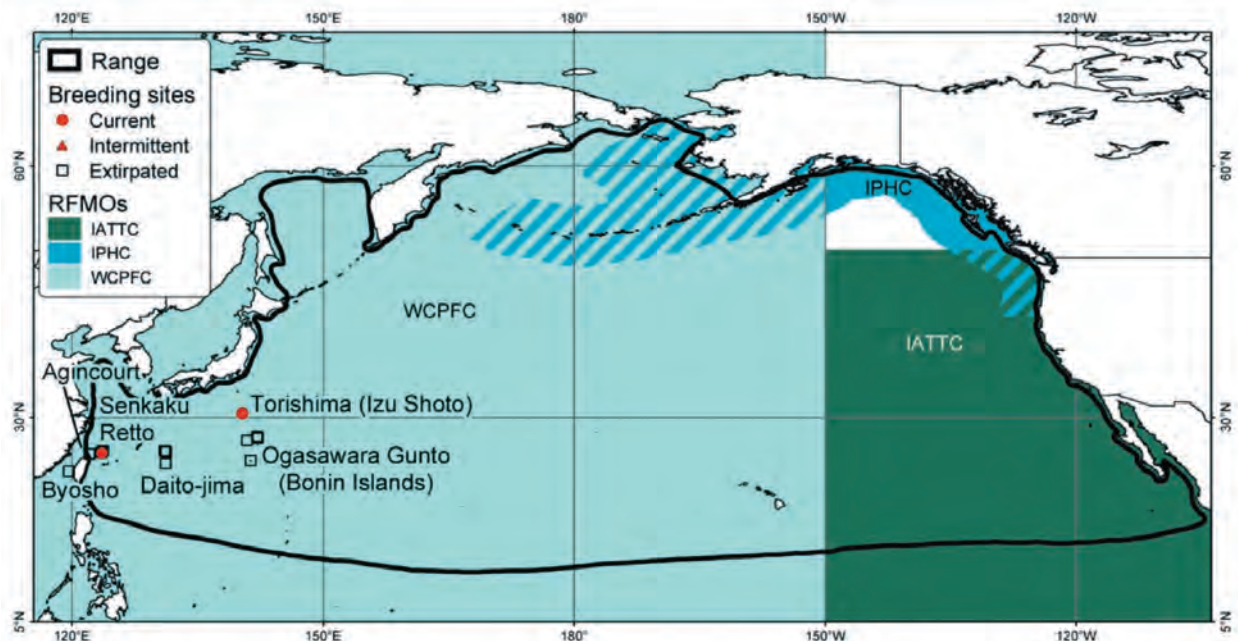 120°E 150°E 180° 150°W 120°W
Range
Breeding sites
Current
Intermittent
Extirpated
RFMOs
IATTC
IPHC
WCPFC
60°N
60°N
IPHC
WCPFC
IATTC
Agincourt
Senkaku
Retto
Torishima (Izu Shoto)
30°N
30°N
Byosho
Daito-jima
Ogasawara Gunto
(Bonin Islands)
5°N
5°N
120°E 150°E 180° 150°W 120°W